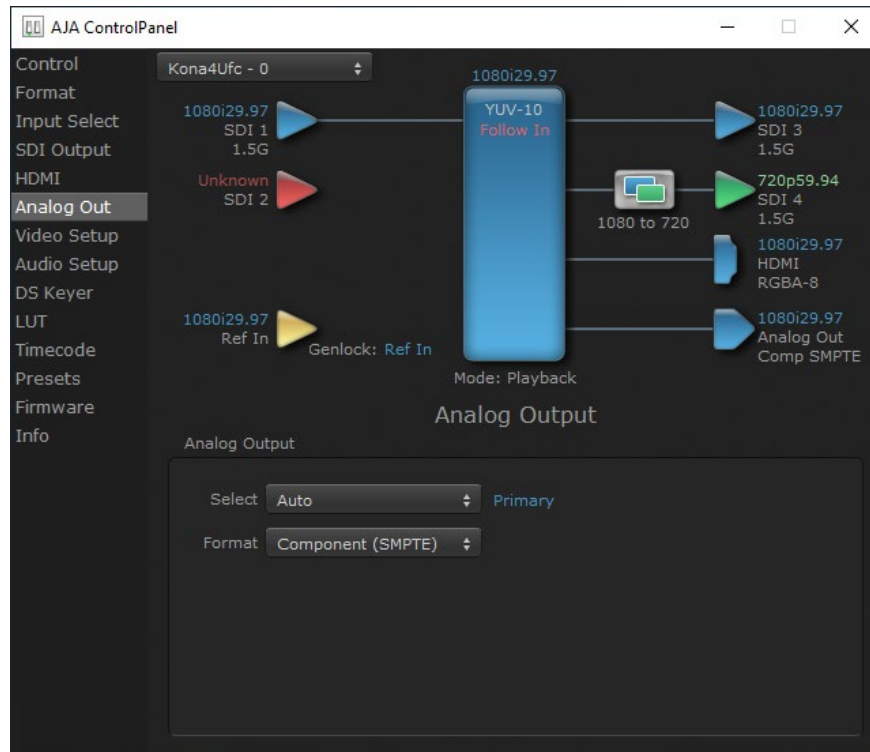 AJA ControlPanel
Control
Format
Input Select
SDI Output
HDMI
Analog Out
Video Setup
Audio Setup
DS Keyer
LUT
Timecode
Presets
Firmware
Info
Kona4Ufc - 0
1080i29.97
YUV-10
Follow In
1080i29.97
SDI 1
1.5G
Unknown
SDI 2
1080i29.97
Ref In
Genlock: Ref In
1080i29.97
SDI 3
1.5G
1080 to 720
720p59.94
SDI 4
1.5G
1080i29.97
HDMI
RGBA-8
1080i29.97
Analog Out
Comp SMPTE
Mode: Playback
Analog Output
Analog Output
Select Auto Primary
Format Component (SMPTE)